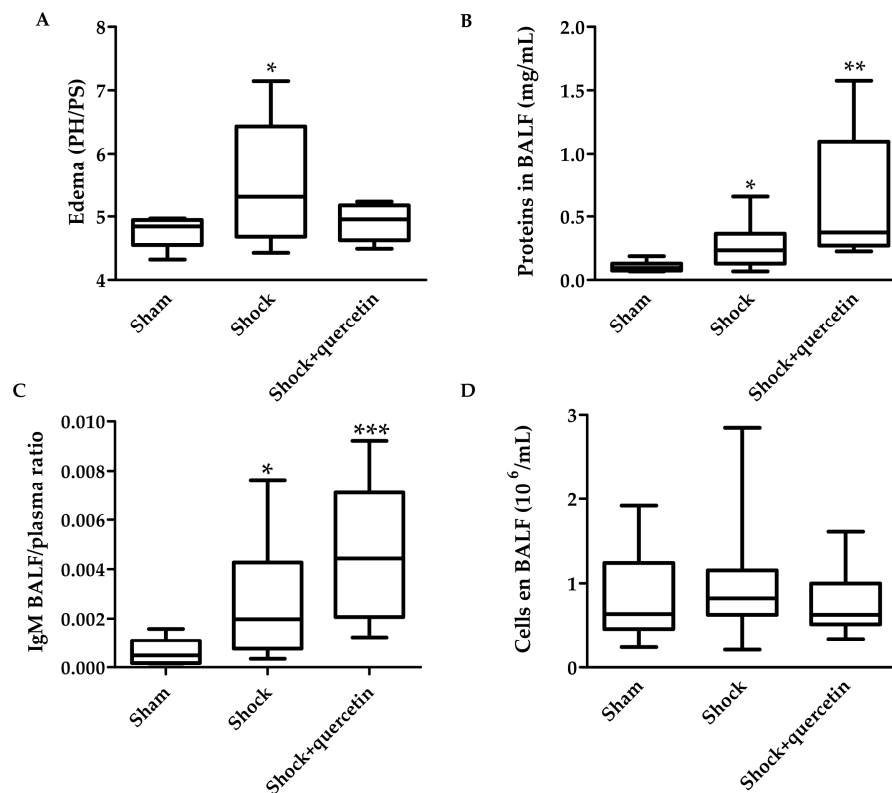 A
Edema (PH/PS)
8
7
6
5
4
*
Sham
Shock
Shock+quercetin
B
Proteins in BALF (mg/mL)
2.0
1.5
1.0
0.5
0.0
*
**
Sham
Shock
Shock+quercetin
C
IgM BALF/plasma ratio
0.010
0.008
0.006
0.004
0.002
0.000
*
***
Sham
Shock
Shock+quercetin
D
Cells en BALF (10⁶/mL)
3
2
1
0
Sham
Shock
Shock+quercetin